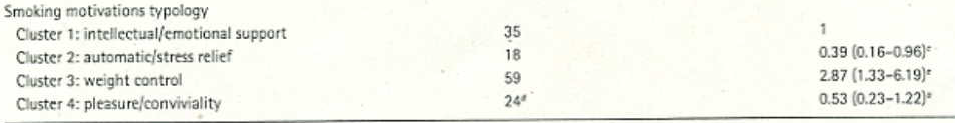 Smoking motivations typology
Cluster 1: intellectual/emotional support 35 1
Cluster 2: automatic/stress relief 18 0.39 (0.16–0.96)
Cluster 3: weight control 59 2.87 (1.33–6.19)
Cluster 4: pleasure/conviviality 24 0.53 (0.23–1.22)